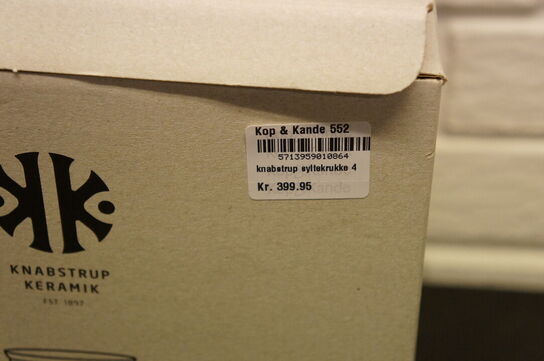 Kop & Kande 552
5713959010864
knabstrup syltekrukke 4
Kr. 399.95
KNABSTRUP
KERAMIK
EST. 1897